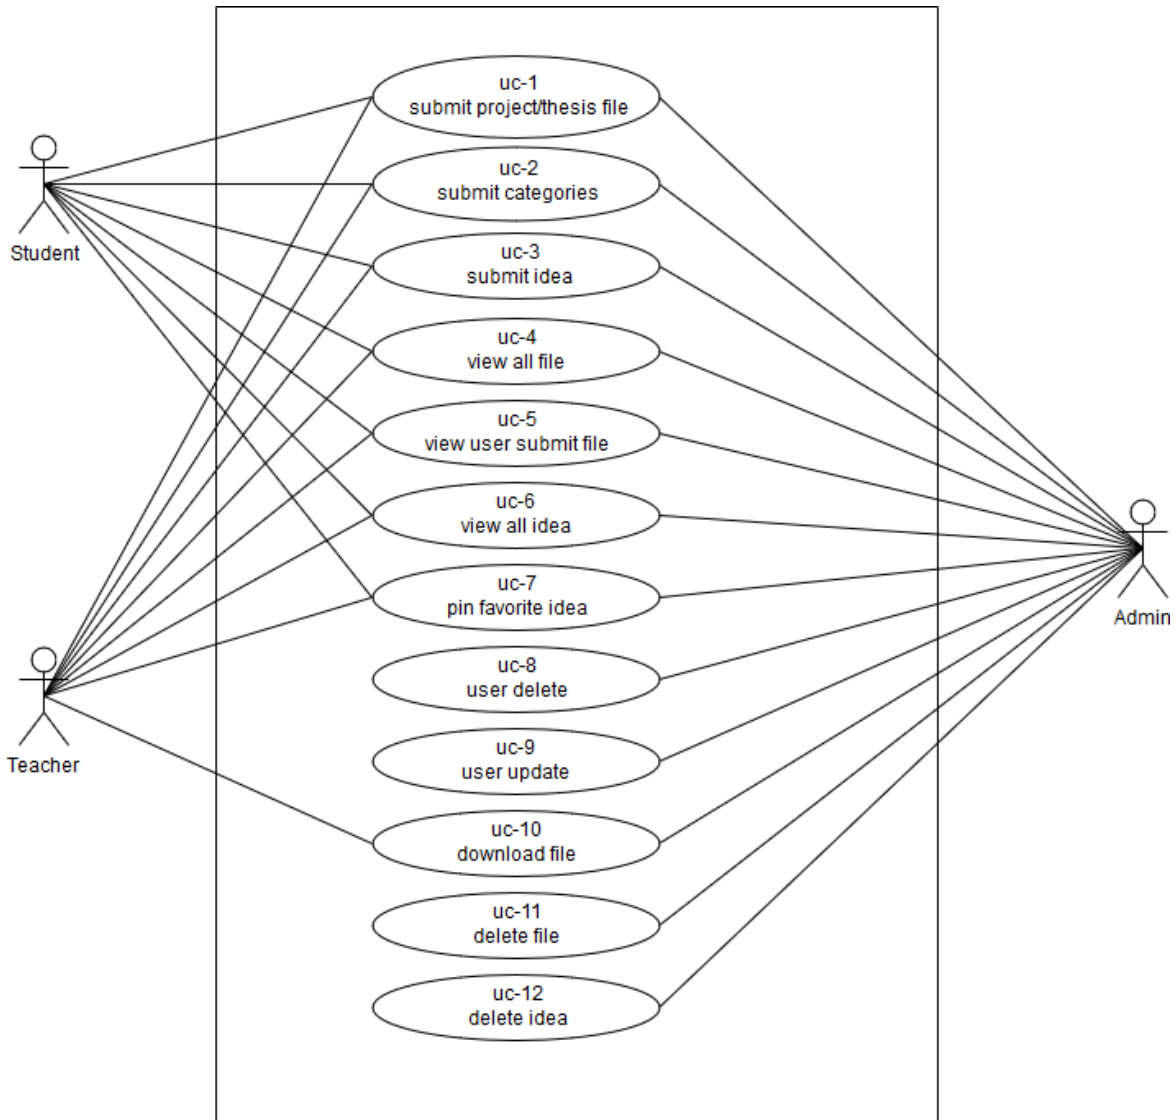 uc-1
submit project/thesis file
uc-2
submit categories
Student
uc-3
submit idea
uc-4
view all file
uc-5
view user submit file
uc-6
view all idea
uc-7
pin favorite idea
Admin
uc-8
user delete
Teacher
uc-9
user update
uc-10
download file
uc-11
delete file
uc-12
delete idea